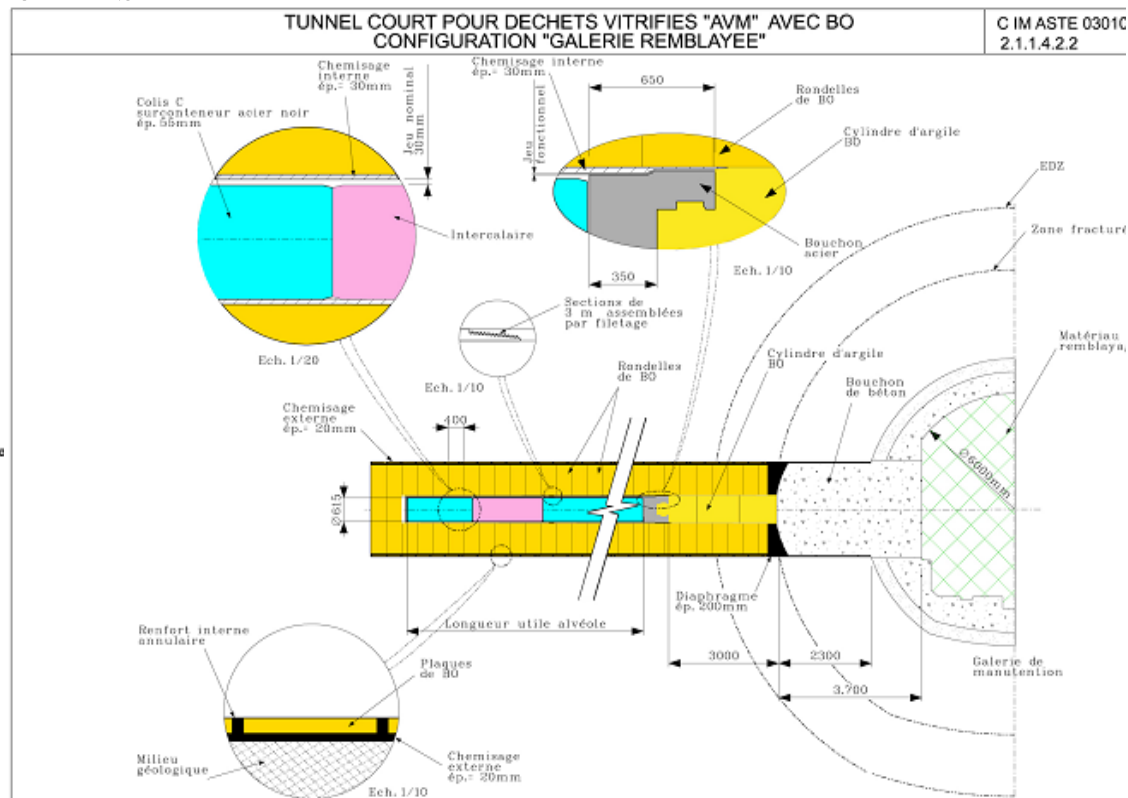 TUNNEL COURT POUR DECHETS VITRIFIES "AVM" AVEC BO
CONFIGURATION "GALERIE REMBLAYEE"
C IM ASTE 03010
2.1.1.4.2.2
Chemisage
interne
ép.= 30mm
Jeu nominal
30mm
Colis C
surconteneur acier noir
ép.55mm
Intercalaire
Ech.1/20
Chemisage interne
ép.= 30mm
650
Jeu
fonctionnel
Rondelles
de BO
Cylindre d'argile
BO
Bouchon
acier
350
Ech.1/10
EDZ
Zone fracturé
Sections de
3 m assemblées
par filetage
Ech.1/10
Rondelles
de BO
Cylindre d'argile
BO
Bouchon
de béton
Matériau
remblaya
Chemisage
externe
ép.= 20mm
400
Ø6000mm
Ø615
Diaphragme
ép.200mm
Longueur utile alvéole
3000
2300
3.700
Galerie de
manutention
Renfort interne
annulaire
Plaques
de BO
Milieu
géologique
Chemisage
externe
ép.= 20mm
Ech.1/10